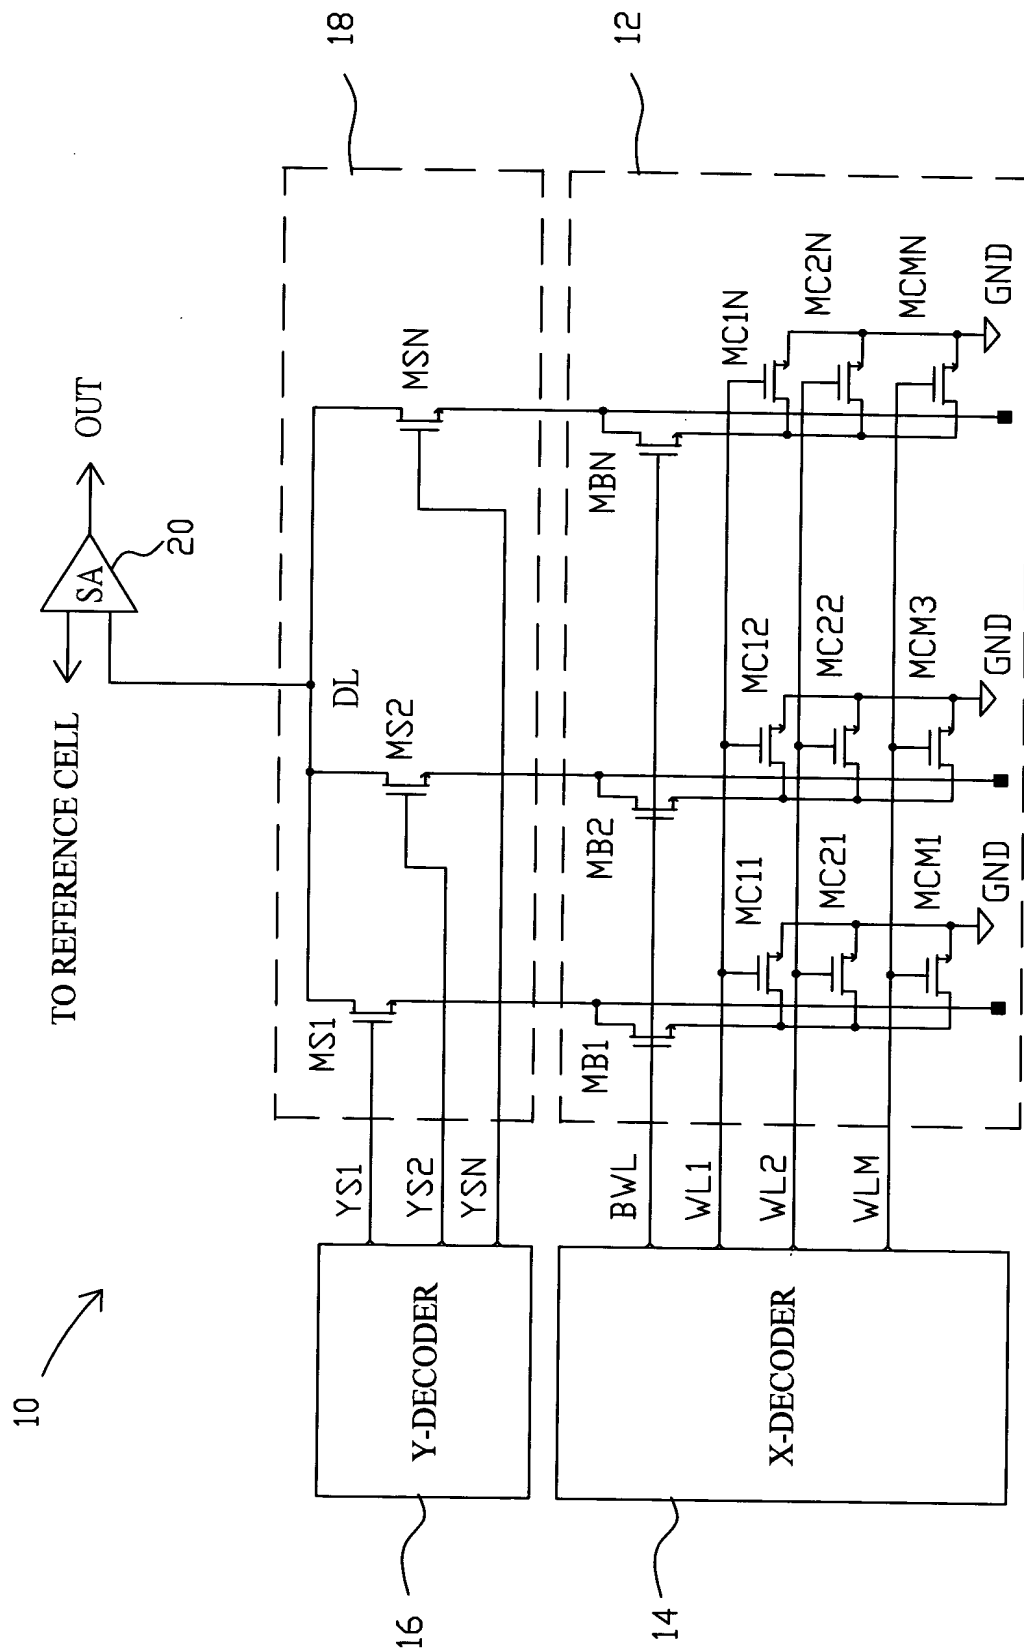 10
TO REFERENCE CELL
OUT
SA
20
18
DL
MS1
MS2
MSN
16
Y-DECODER
YS1
YS2
YSN
12
MB1
MB2
MBN
14
X-DECODER
BWL
WL1
WL2
WLM
MC11
MC12
MC1N
MC21
MC22
MC2N
MCM1
MCM3
MCMN
GND
GND
GND